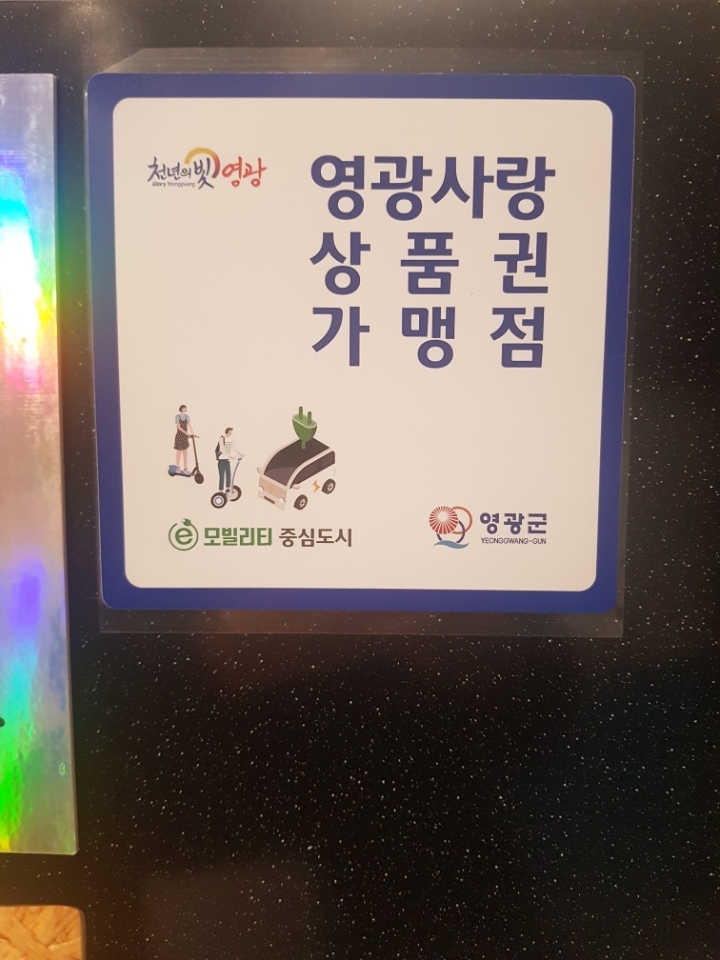 천년의 빛 영광
Glory Yeonggwang
영광사랑
상품권
가맹점
e 모빌리티 중심도시
영광군
YEONGGWANG-GUN